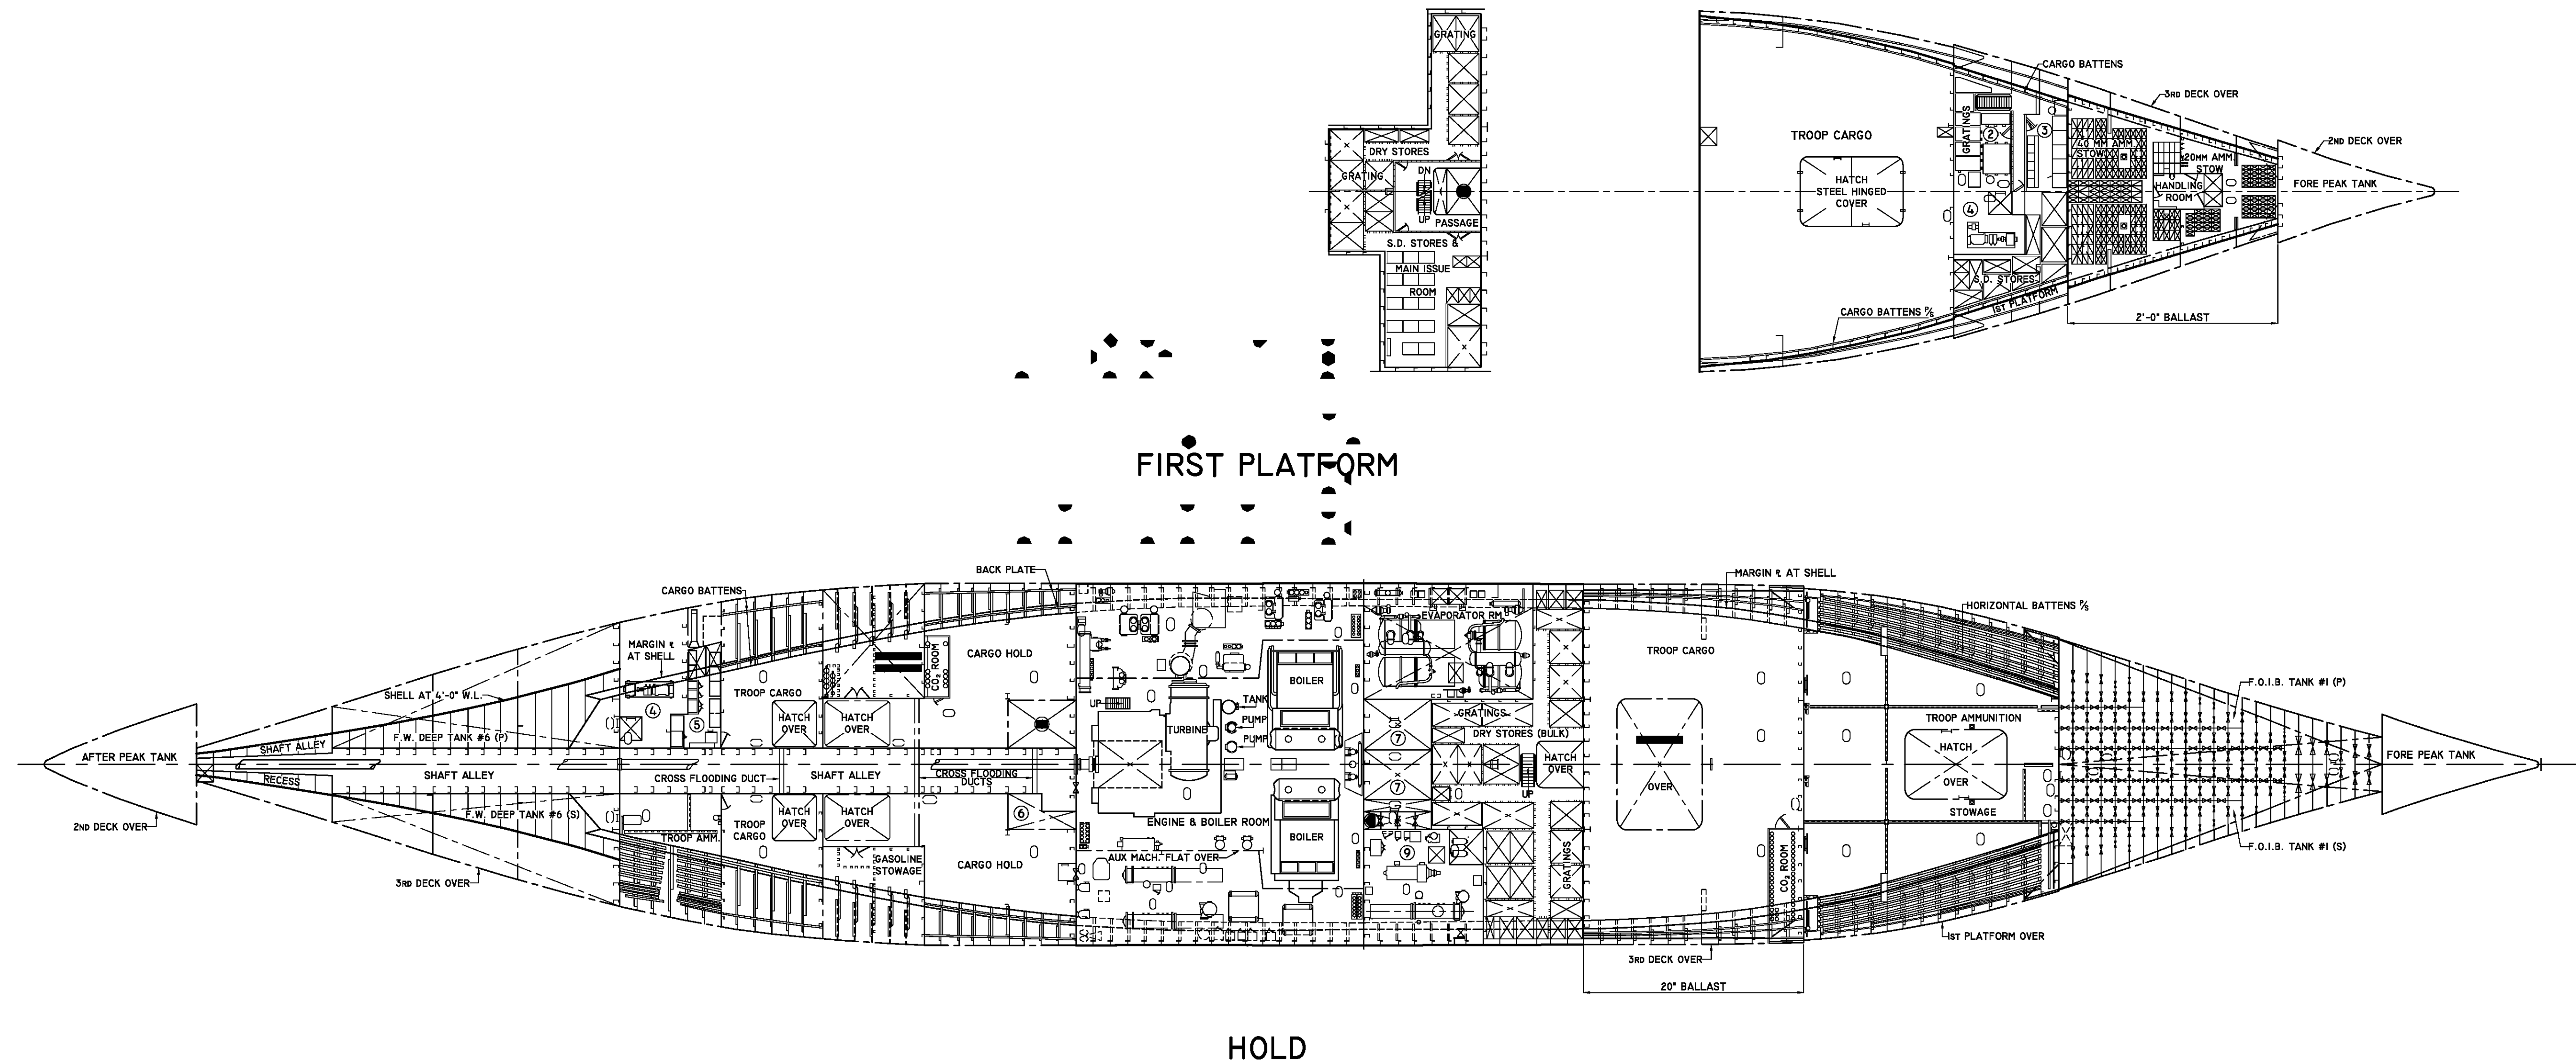 GRATING
DRY STORES
GRATING
DN
UP
PASSAGE
S.D. STORES &
MAIN ISSUE
ROOM
TROOP CARGO
HATCH
STEEL HINGED
COVER
CARGO BATTENS P/S
CARGO BATTENS
3RD DECK OVER
2ND DECK OVER
GRATINGS
2
3
4
40 MM AMM.
STOW
20MM AMM.
STOW
HANDLING
ROOM
FORE PEAK TANK
S.D. STORES
1ST PLATFORM
2'-0" BALLAST
FIRST PLATFORM
BACK PLATE
CARGO BATTENS
MARGIN ℄
AT SHELL
SHELL AT 4'-0" W.L.
SHAFT ALLEY
F.W. DEEP TANK #6 (P)
AFTER PEAK TANK
RECESS
SHAFT ALLEY
F.W. DEEP TANK #6 (S)
2ND DECK OVER
3RD DECK OVER
4
5
TROOP CARGO
HATCH
OVER
HATCH
OVER
CO2 ROOM
CARGO HOLD
CROSS FLOODING DUCT
SHAFT ALLEY
CROSS FLOODING
DUCTS
HATCH
OVER
HATCH
OVER
TROOP
CARGO
TROOP AMM.
GASOLINE
STOWAGE
6
CARGO HOLD
UP
TURBINE
TANK
PUMP
PUMP
BOILER
ENGINE & BOILER ROOM
BOILER
AUX MACH. FLAT OVER
EVAPORATOR RM.
GRATINGS
DRY STORES (BULK)
7
7
HATCH
OVER
UP
9
GRATINGS
MARGIN ℄ AT SHELL
TROOP CARGO
OVER
CO2 ROOM
3RD DECK OVER
20" BALLAST
HORIZONTAL BATTENS P/S
TROOP AMMUNITION
HATCH
OVER
STOWAGE
F.O.I.B. TANK #1 (P)
F.O.I.B. TANK #1 (S)
FORE PEAK TANK
1ST PLATFORM OVER
HOLD